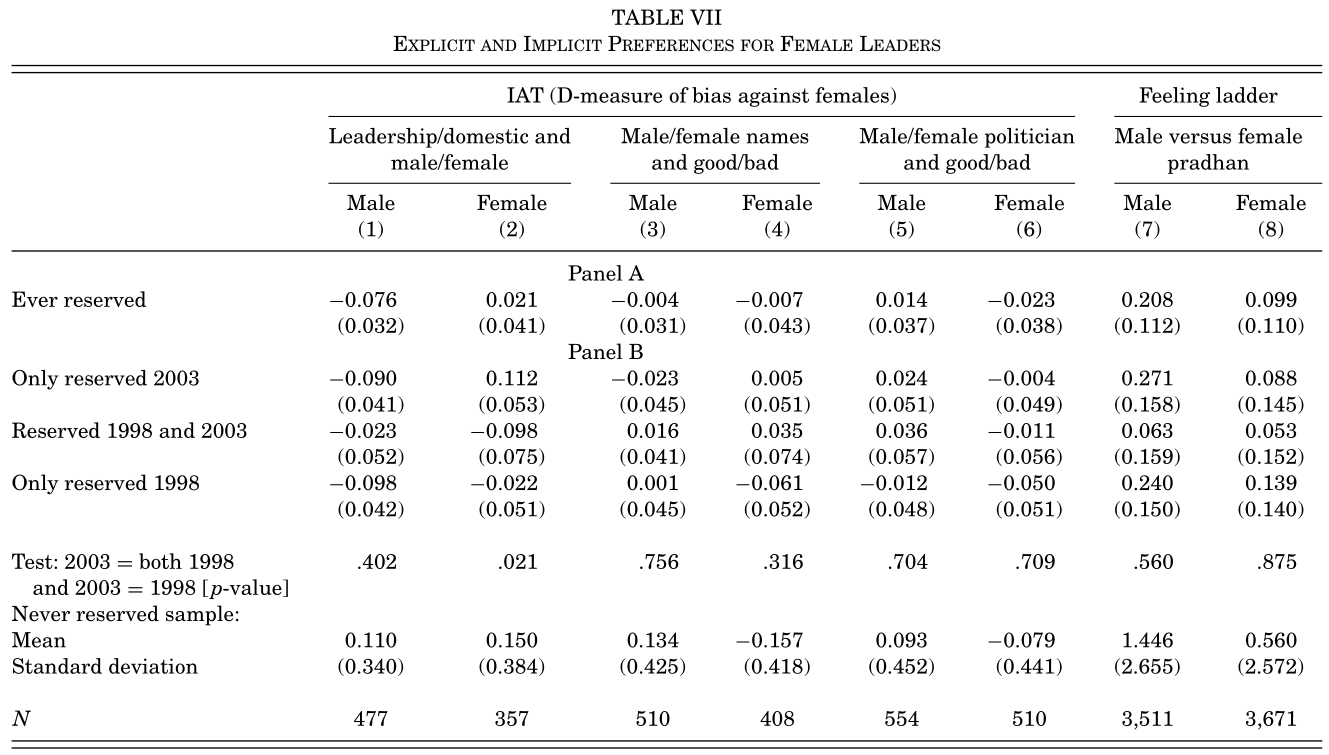 TABLE VII
EXPLICIT AND IMPLICIT PREFERENCES FOR FEMALE LEADERS
IAT (D-measure of bias against females) Feeling ladder
Leadership/domestic and male/female Male/female names and good/bad Male/female politician and good/bad Male versus female pradhan
Male Female Male Female Male Female Male Female
(1) (2) (3) (4) (5) (6) (7) (8)
Panel A
Ever reserved −0.076 0.021 −0.004 −0.007 0.014 −0.023 0.208 0.099
(0.032) (0.041) (0.031) (0.043) (0.037) (0.038) (0.112) (0.110)
Panel B
Only reserved 2003 −0.090 0.112 −0.023 0.005 0.024 −0.004 0.271 0.088
(0.041) (0.053) (0.045) (0.051) (0.051) (0.049) (0.158) (0.145)
Reserved 1998 and 2003 −0.023 −0.098 0.016 0.035 0.036 −0.011 0.063 0.053
(0.052) (0.075) (0.041) (0.074) (0.057) (0.056) (0.159) (0.152)
Only reserved 1998 −0.098 −0.022 0.001 −0.061 −0.012 −0.050 0.240 0.139
(0.042) (0.051) (0.045) (0.052) (0.048) (0.051) (0.150) (0.140)
Test: 2003 = both 1998 .402 .021 .756 .316 .704 .709 .560 .875
and 2003 = 1998 [p-value]
Never reserved sample:
Mean 0.110 0.150 0.134 −0.157 0.093 −0.079 1.446 0.560
Standard deviation (0.340) (0.384) (0.425) (0.418) (0.452) (0.441) (2.655) (2.572)
N 477 357 510 408 554 510 3,511 3,671